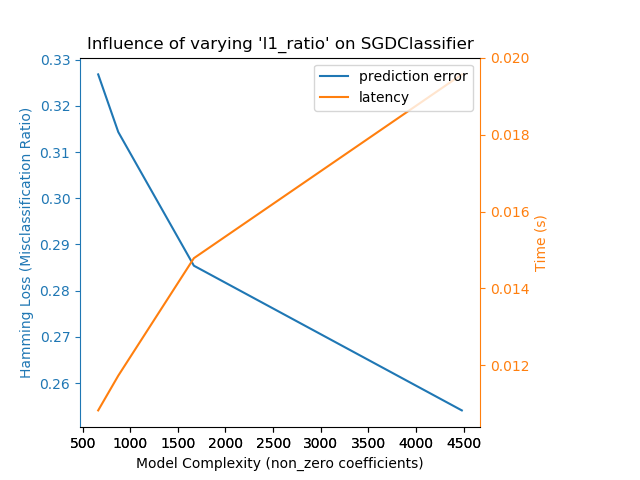 Influence of varying 'l1_ratio' on SGDClassifier
prediction error
latency
Hamming Loss (Misclassification Ratio)
0.33
0.32
0.31
0.30
0.29
0.28
0.27
0.26
0.020
0.018
0.016
0.014
0.012
Time (s)
500 1000 1500 2000 2500 3000 3500 4000 4500
Model Complexity (non_zero coefficients)